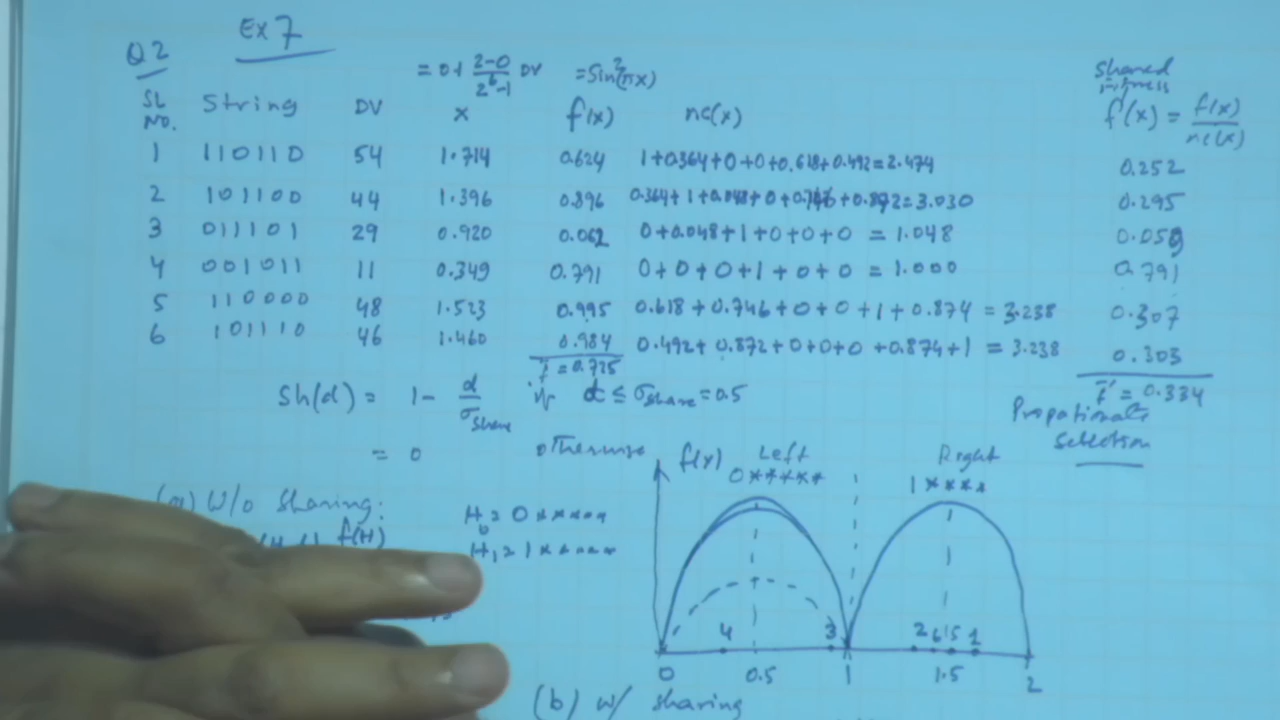 Ex 7
Q2
= 0 + (2-0)/(2^6-1) DV = Sin²(πx) shared fitness
SL NO. String DV x f(x) nc(x) f'(x) = f(x)/nc(x)
1 110110 54 1.714 0.624 1+0.364+0+0+0.618+0.492=2.474 0.252
2 101100 44 1.396 0.896 0.364+1+0.048+0+0.746+0.872=3.030 0.295
3 011101 29 0.920 0.062 0+0.048+1+0+0+0 = 1.048 0.059
4 001011 11 0.349 0.791 0+0+0+1+0+0 = 1.000 0.791
5 110000 48 1.523 0.995 0.618+0.746+0+0+1+0.874 = 3.238 0.307
6 101110 46 1.460 0.984 0.492+0.872+0+0+0+0.874+1 = 3.238 0.303
f̄ = 0.725 f̄' = 0.334
Sh(d) = 1 - d/σshare if d ≤ σshare = 0.5
= 0 otherwise
Propationate
Selection
f(x) Left Right
0***** 1****
(a) W/o Sharing:
H0 = 0*****
f(H)
H1 = 1*****
4 3 2 6 5 1
0 0.5 1 1.5 2
(b) w/ sharing